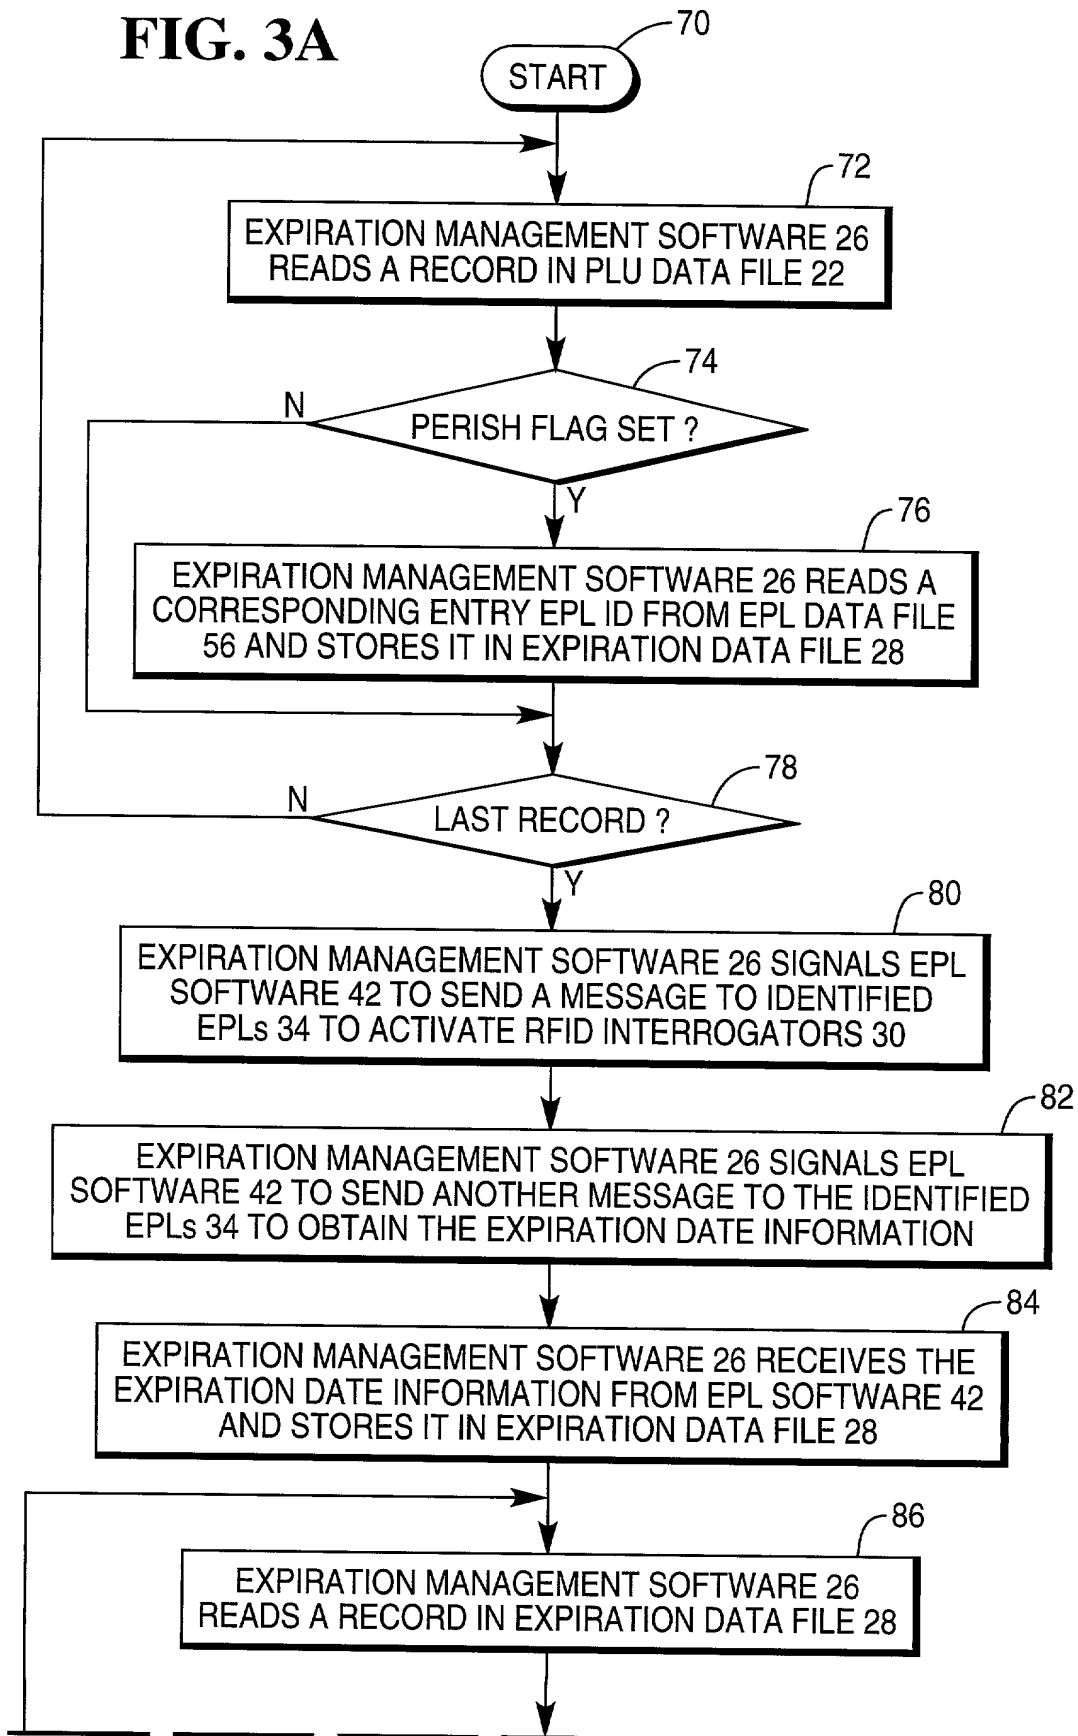 FIG. 3A
70
START
72
EXPIRATION MANAGEMENT SOFTWARE 26
READS A RECORD IN PLU DATA FILE 22
74
N
PERISH FLAG SET ?
Y
76
EXPIRATION MANAGEMENT SOFTWARE 26 READS A
CORRESPONDING ENTRY EPL ID FROM EPL DATA FILE
56 AND STORES IT IN EXPIRATION DATA FILE 28
78
N
LAST RECORD ?
Y
80
EXPIRATION MANAGEMENT SOFTWARE 26 SIGNALS EPL
SOFTWARE 42 TO SEND A MESSAGE TO IDENTIFIED
EPLs 34 TO ACTIVATE RFID INTERROGATORS 30
82
EXPIRATION MANAGEMENT SOFTWARE 26 SIGNALS EPL
SOFTWARE 42 TO SEND ANOTHER MESSAGE TO THE IDENTIFIED
EPLs 34 TO OBTAIN THE EXPIRATION DATE INFORMATION
84
EXPIRATION MANAGEMENT SOFTWARE 26 RECEIVES THE
EXPIRATION DATE INFORMATION FROM EPL SOFTWARE 42
AND STORES IT IN EXPIRATION DATA FILE 28
86
EXPIRATION MANAGEMENT SOFTWARE 26
READS A RECORD IN EXPIRATION DATA FILE 28